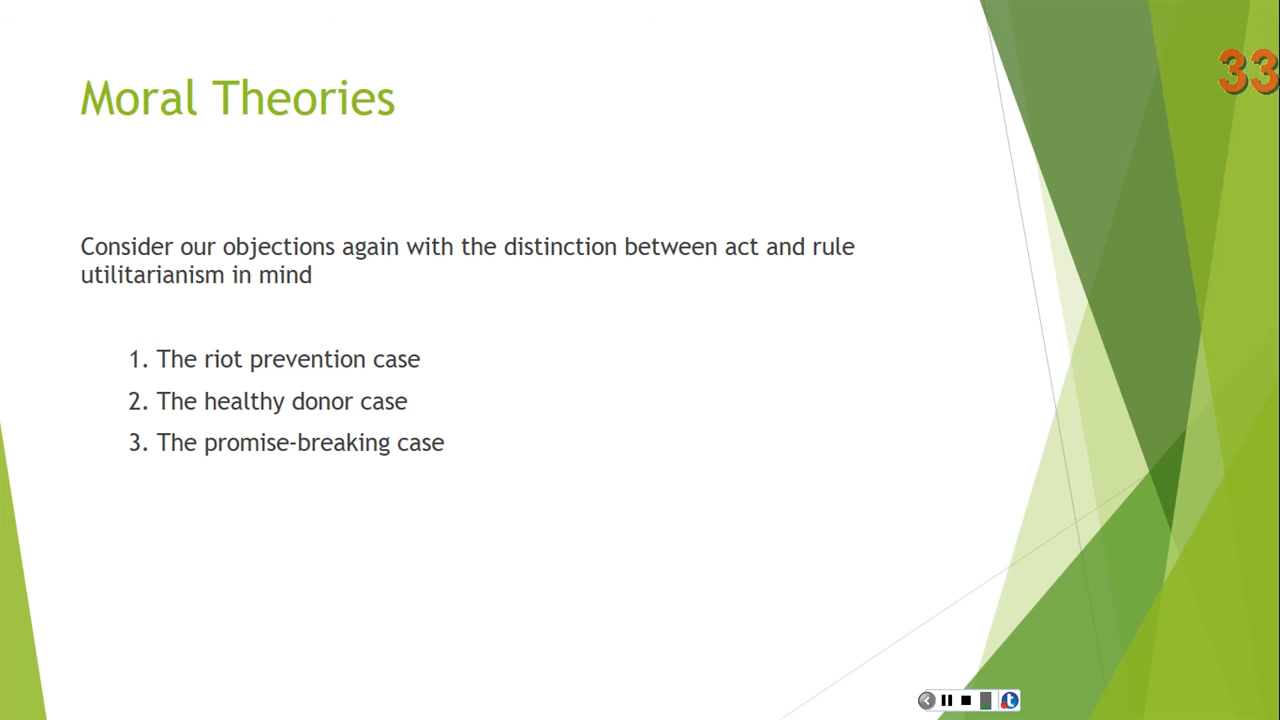 Moral Theories
33
Consider our objections again with the distinction between act and rule
utilitarianism in mind
1. The riot prevention case
2. The healthy donor case
3. The promise-breaking case
t